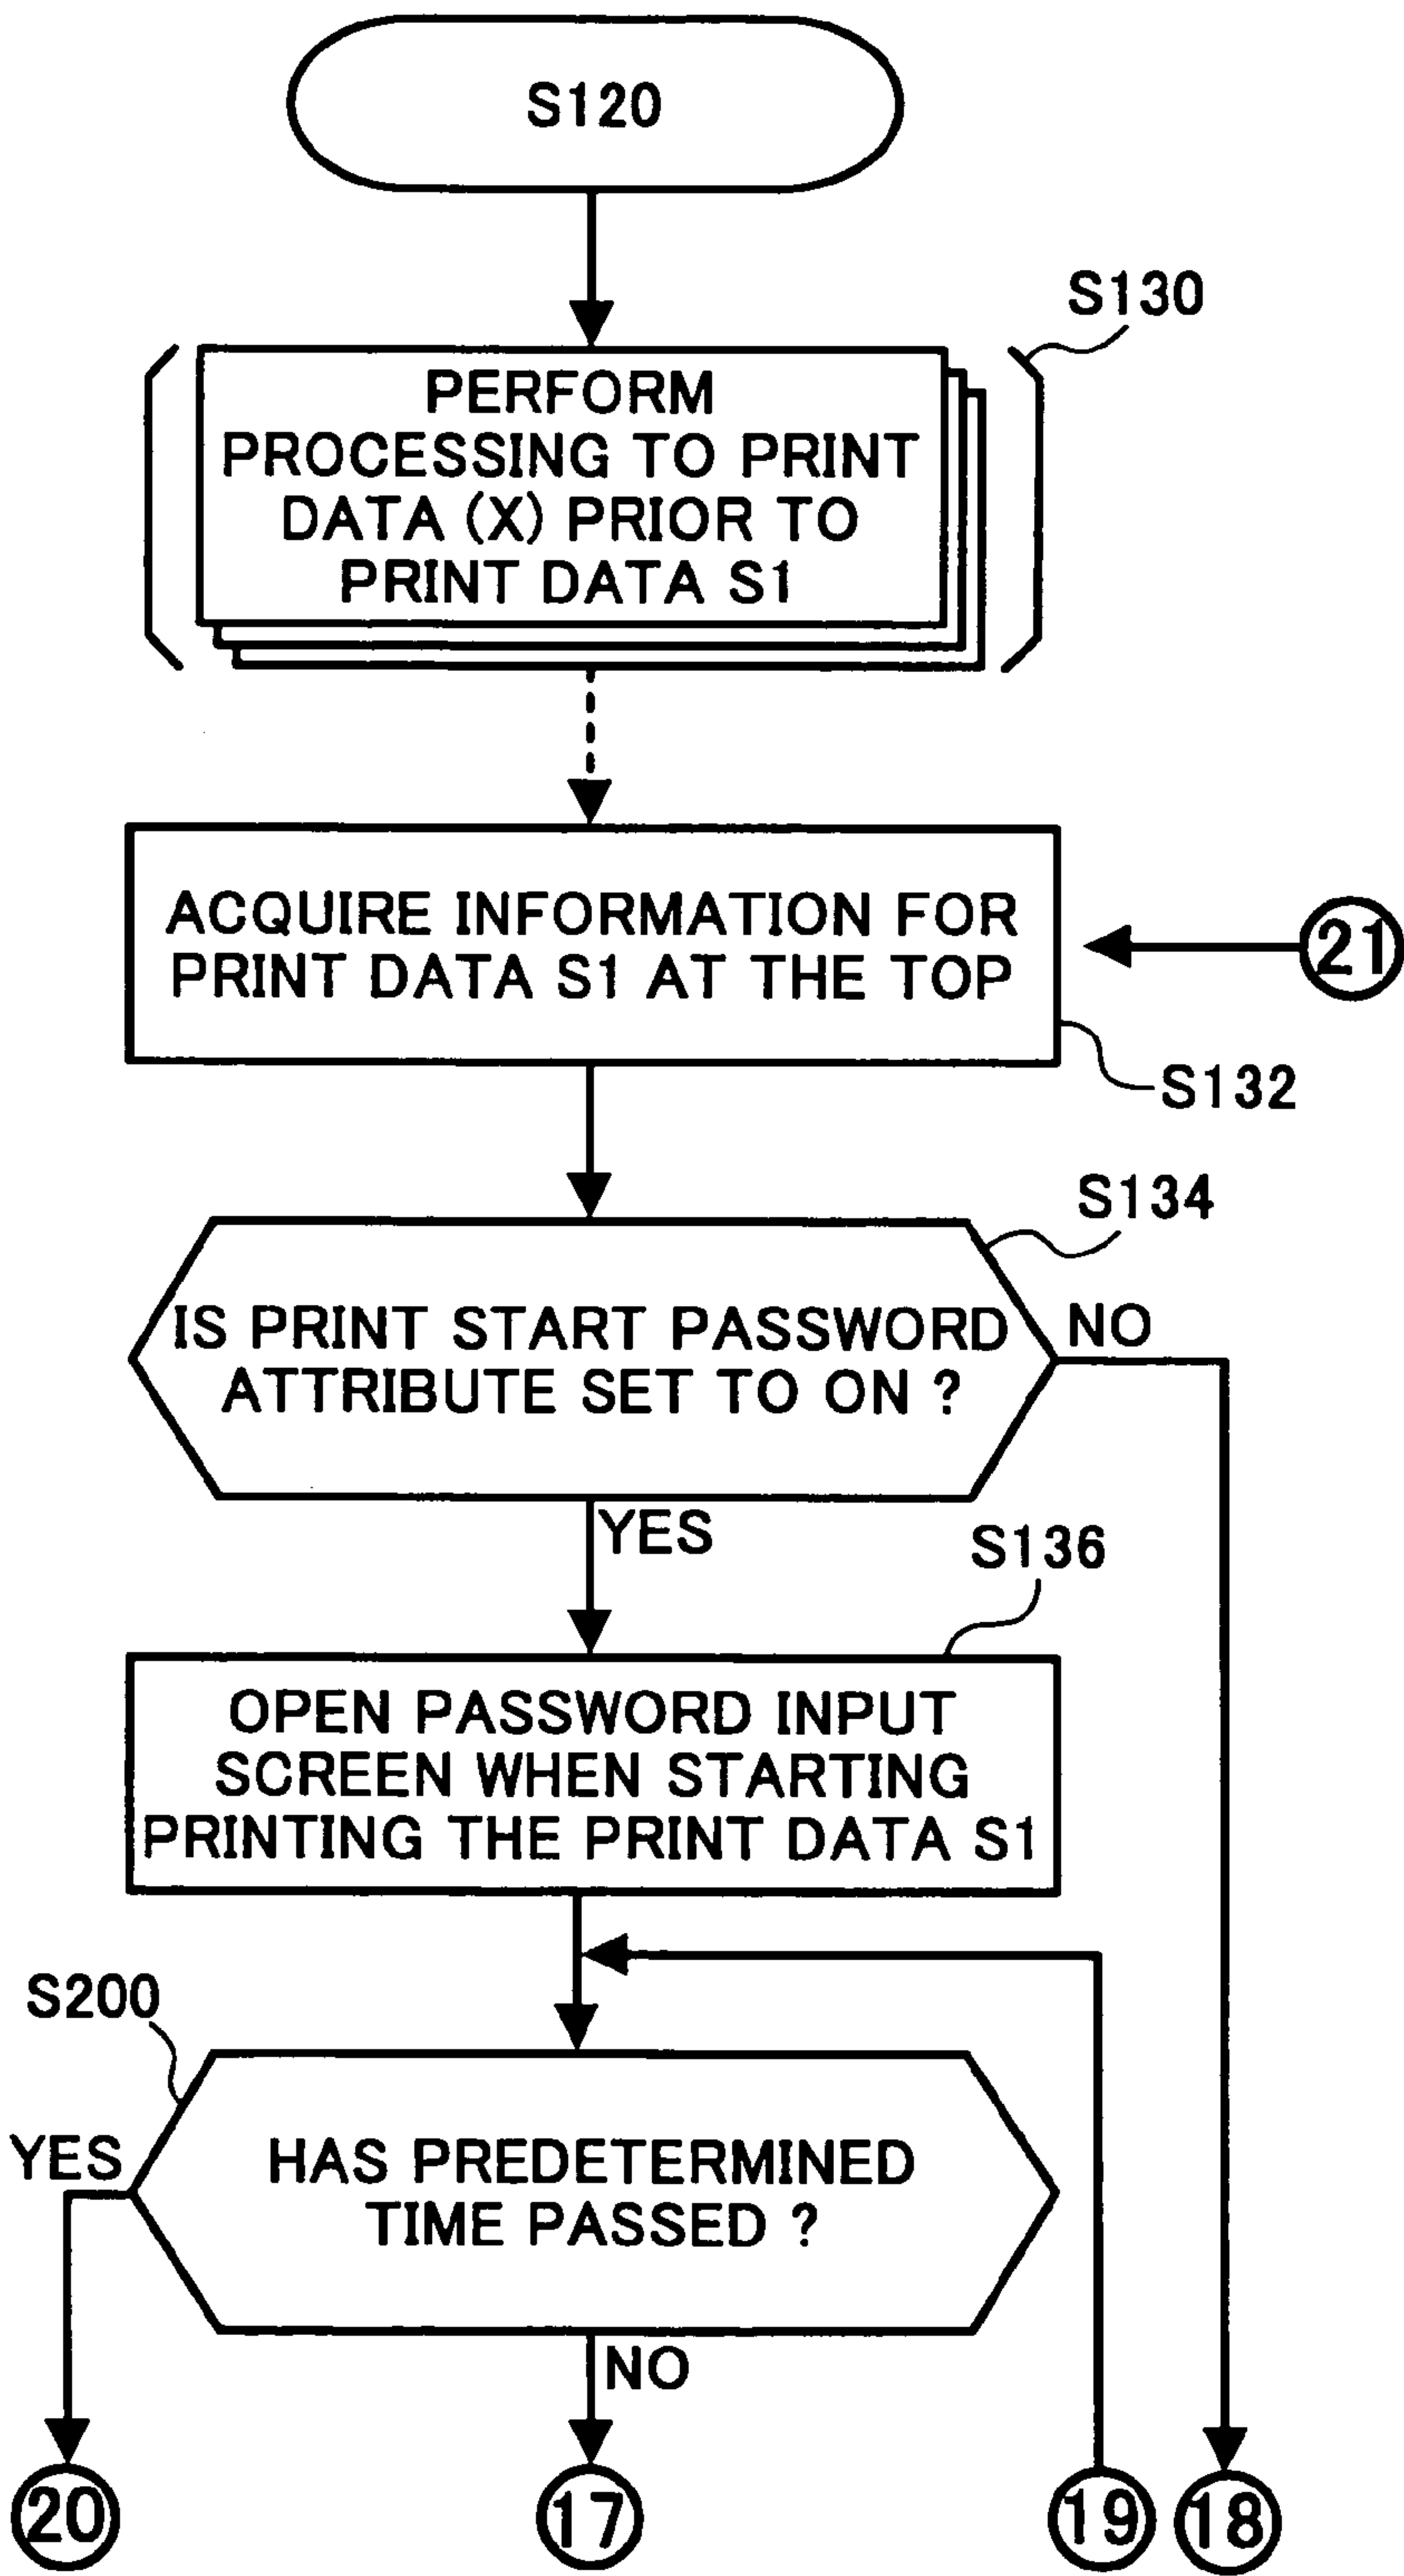 S120
S130
PERFORM
PROCESSING TO PRINT
DATA (X) PRIOR TO
PRINT DATA S1
ACQUIRE INFORMATION FOR
PRINT DATA S1 AT THE TOP
21
S132
S134
IS PRINT START PASSWORD
ATTRIBUTE SET TO ON ?
NO
YES
S136
OPEN PASSWORD INPUT
SCREEN WHEN STARTING
PRINTING THE PRINT DATA S1
S200
YES
HAS PREDETERMINED
TIME PASSED ?
NO
20
17
19
18